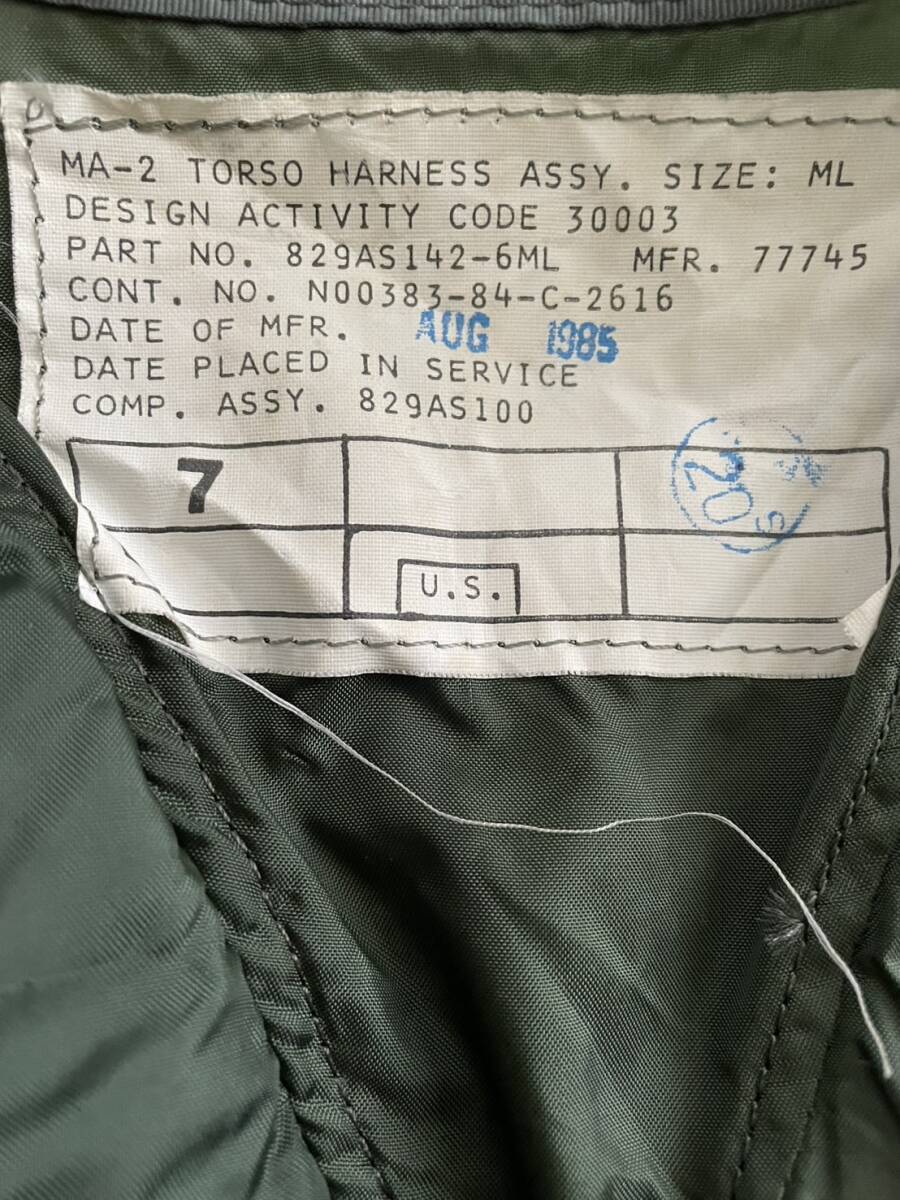 MA-2 TORSO HARNESS ASSY. SIZE: ML
DESIGN ACTIVITY CODE 30003
PART NO. 829AS142-6ML MFR. 77745
CONT. NO. N00383-84-C-2616
DATE OF MFR. AUG 1985
DATE PLACED IN SERVICE
COMP. ASSY. 829AS100
7
U.S.